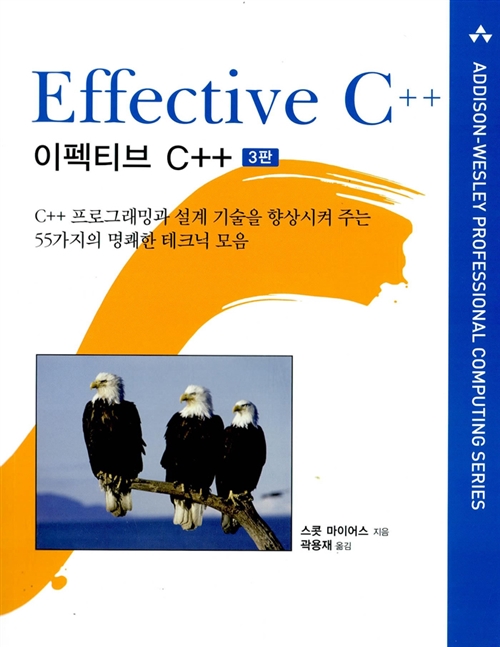 Effective C++
이펙티브 C++ 3판
C++ 프로그래밍과 설계 기술을 향상시켜 주는
55가지의 명쾌한 테크닉 모음
스콧 마이어스 지음
곽용재 옮김
ADDISON-WESLEY PROFESSIONAL COMPUTING SERIES